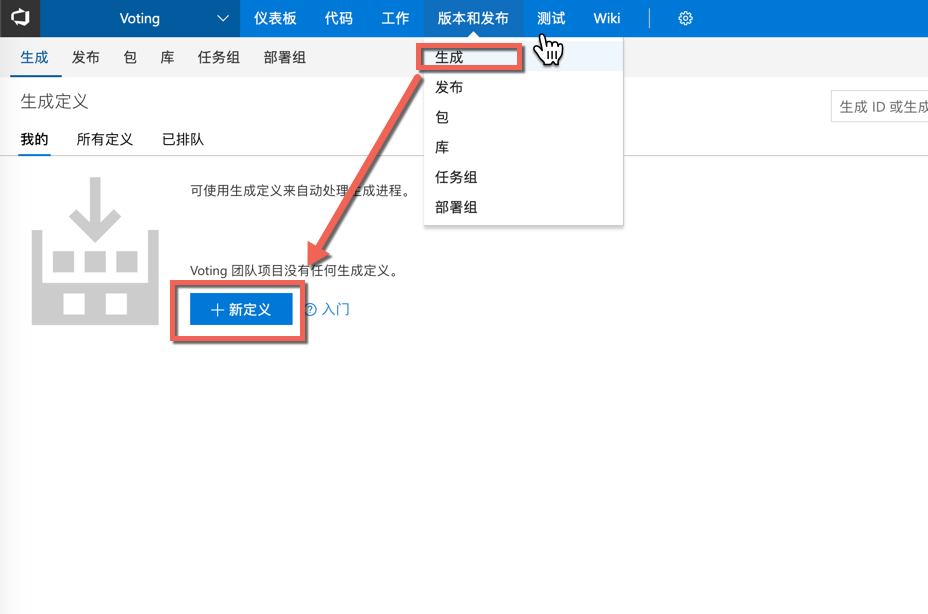 Voting 仪表板 代码 工作 版本和发布 测试 Wiki
生成 发布 包 库 任务组 部署组
生成
发布
包
库
任务组
部署组
生成定义
生成 ID 或生成
我的 所有定义 已排队
可使用生成定义来自动处理生成进程。
Voting 团队项目没有任何生成定义。
+ 新定义 ? 入门